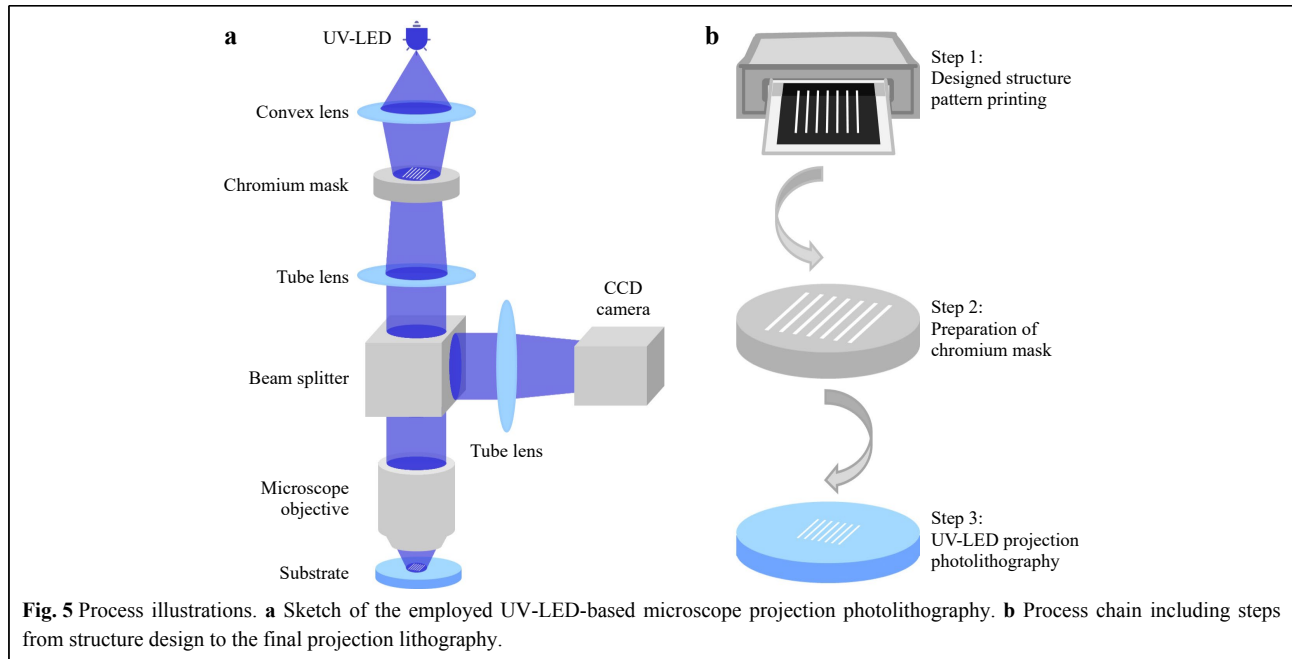 a
UV-LED
Convex lens
Chromium mask
Tube lens
CCD
camera
Beam splitter
Tube lens
Microscope
objective
Substrate
b
Step 1:
Designed structure
pattern printing
Step 2:
Preparation of
chromium mask
Step 3:
UV-LED projection
photolithography
Fig. 5 Process illustrations. a Sketch of the employed UV-LED-based microscope projection photolithography. b Process chain including steps
from structure design to the final projection lithography.